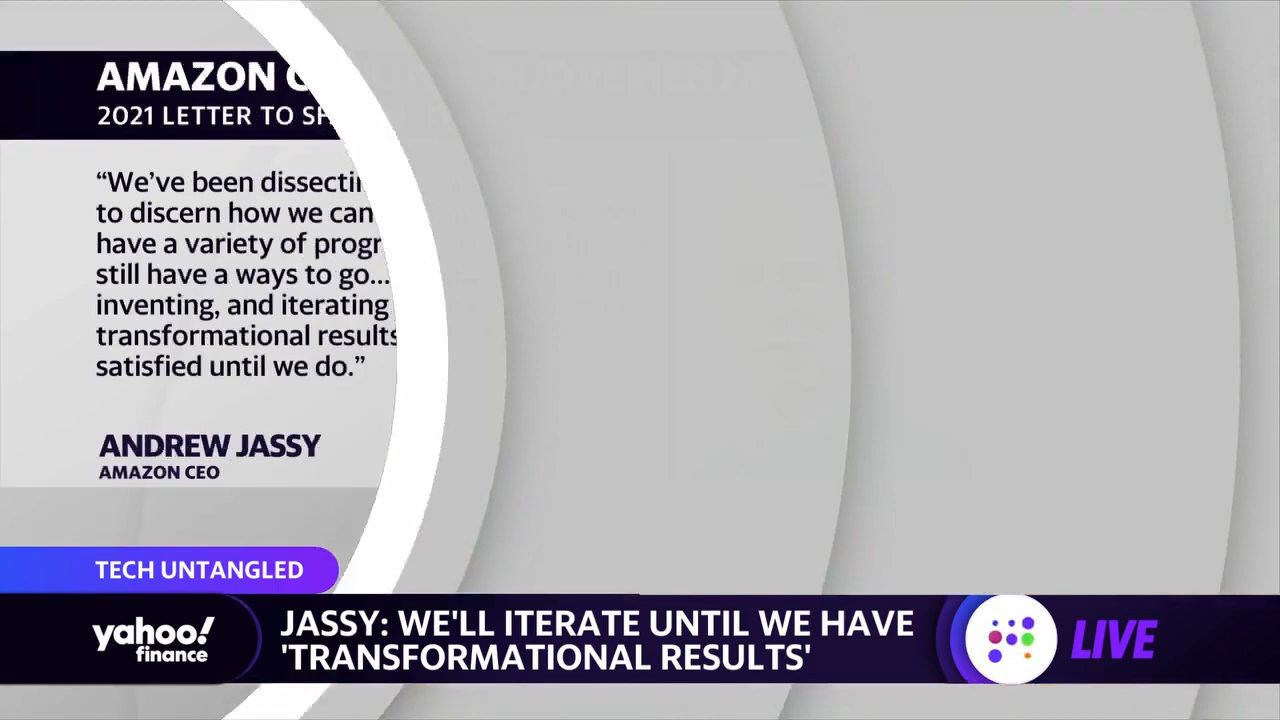 AMAZON C
2021 LETTER TO SH
“We’ve been dissectin
to discern how we can
have a variety of progr
still have a ways to go...
inventing, and iterating
transformational results
satisfied until we do.”
ANDREW JASSY
AMAZON CEO
TECH UNTANGLED
yahoo!
finance
JASSY: WE'LL ITERATE UNTIL WE HAVE
'TRANSFORMATIONAL RESULTS'
LIVE